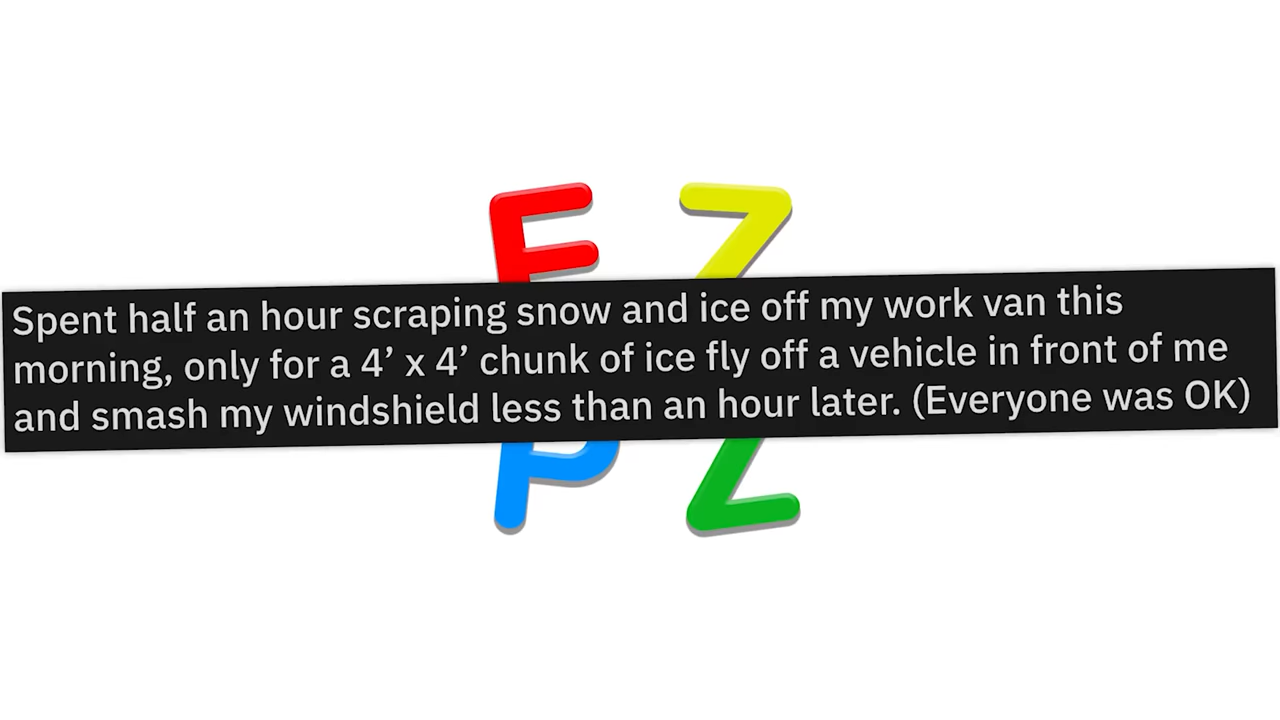 E Z
Spent half an hour scraping snow and ice off my work van this
morning, only for a 4’ x 4’ chunk of ice fly off a vehicle in front of me
and smash my windshield less than an hour later. (Everyone was OK)
P Z